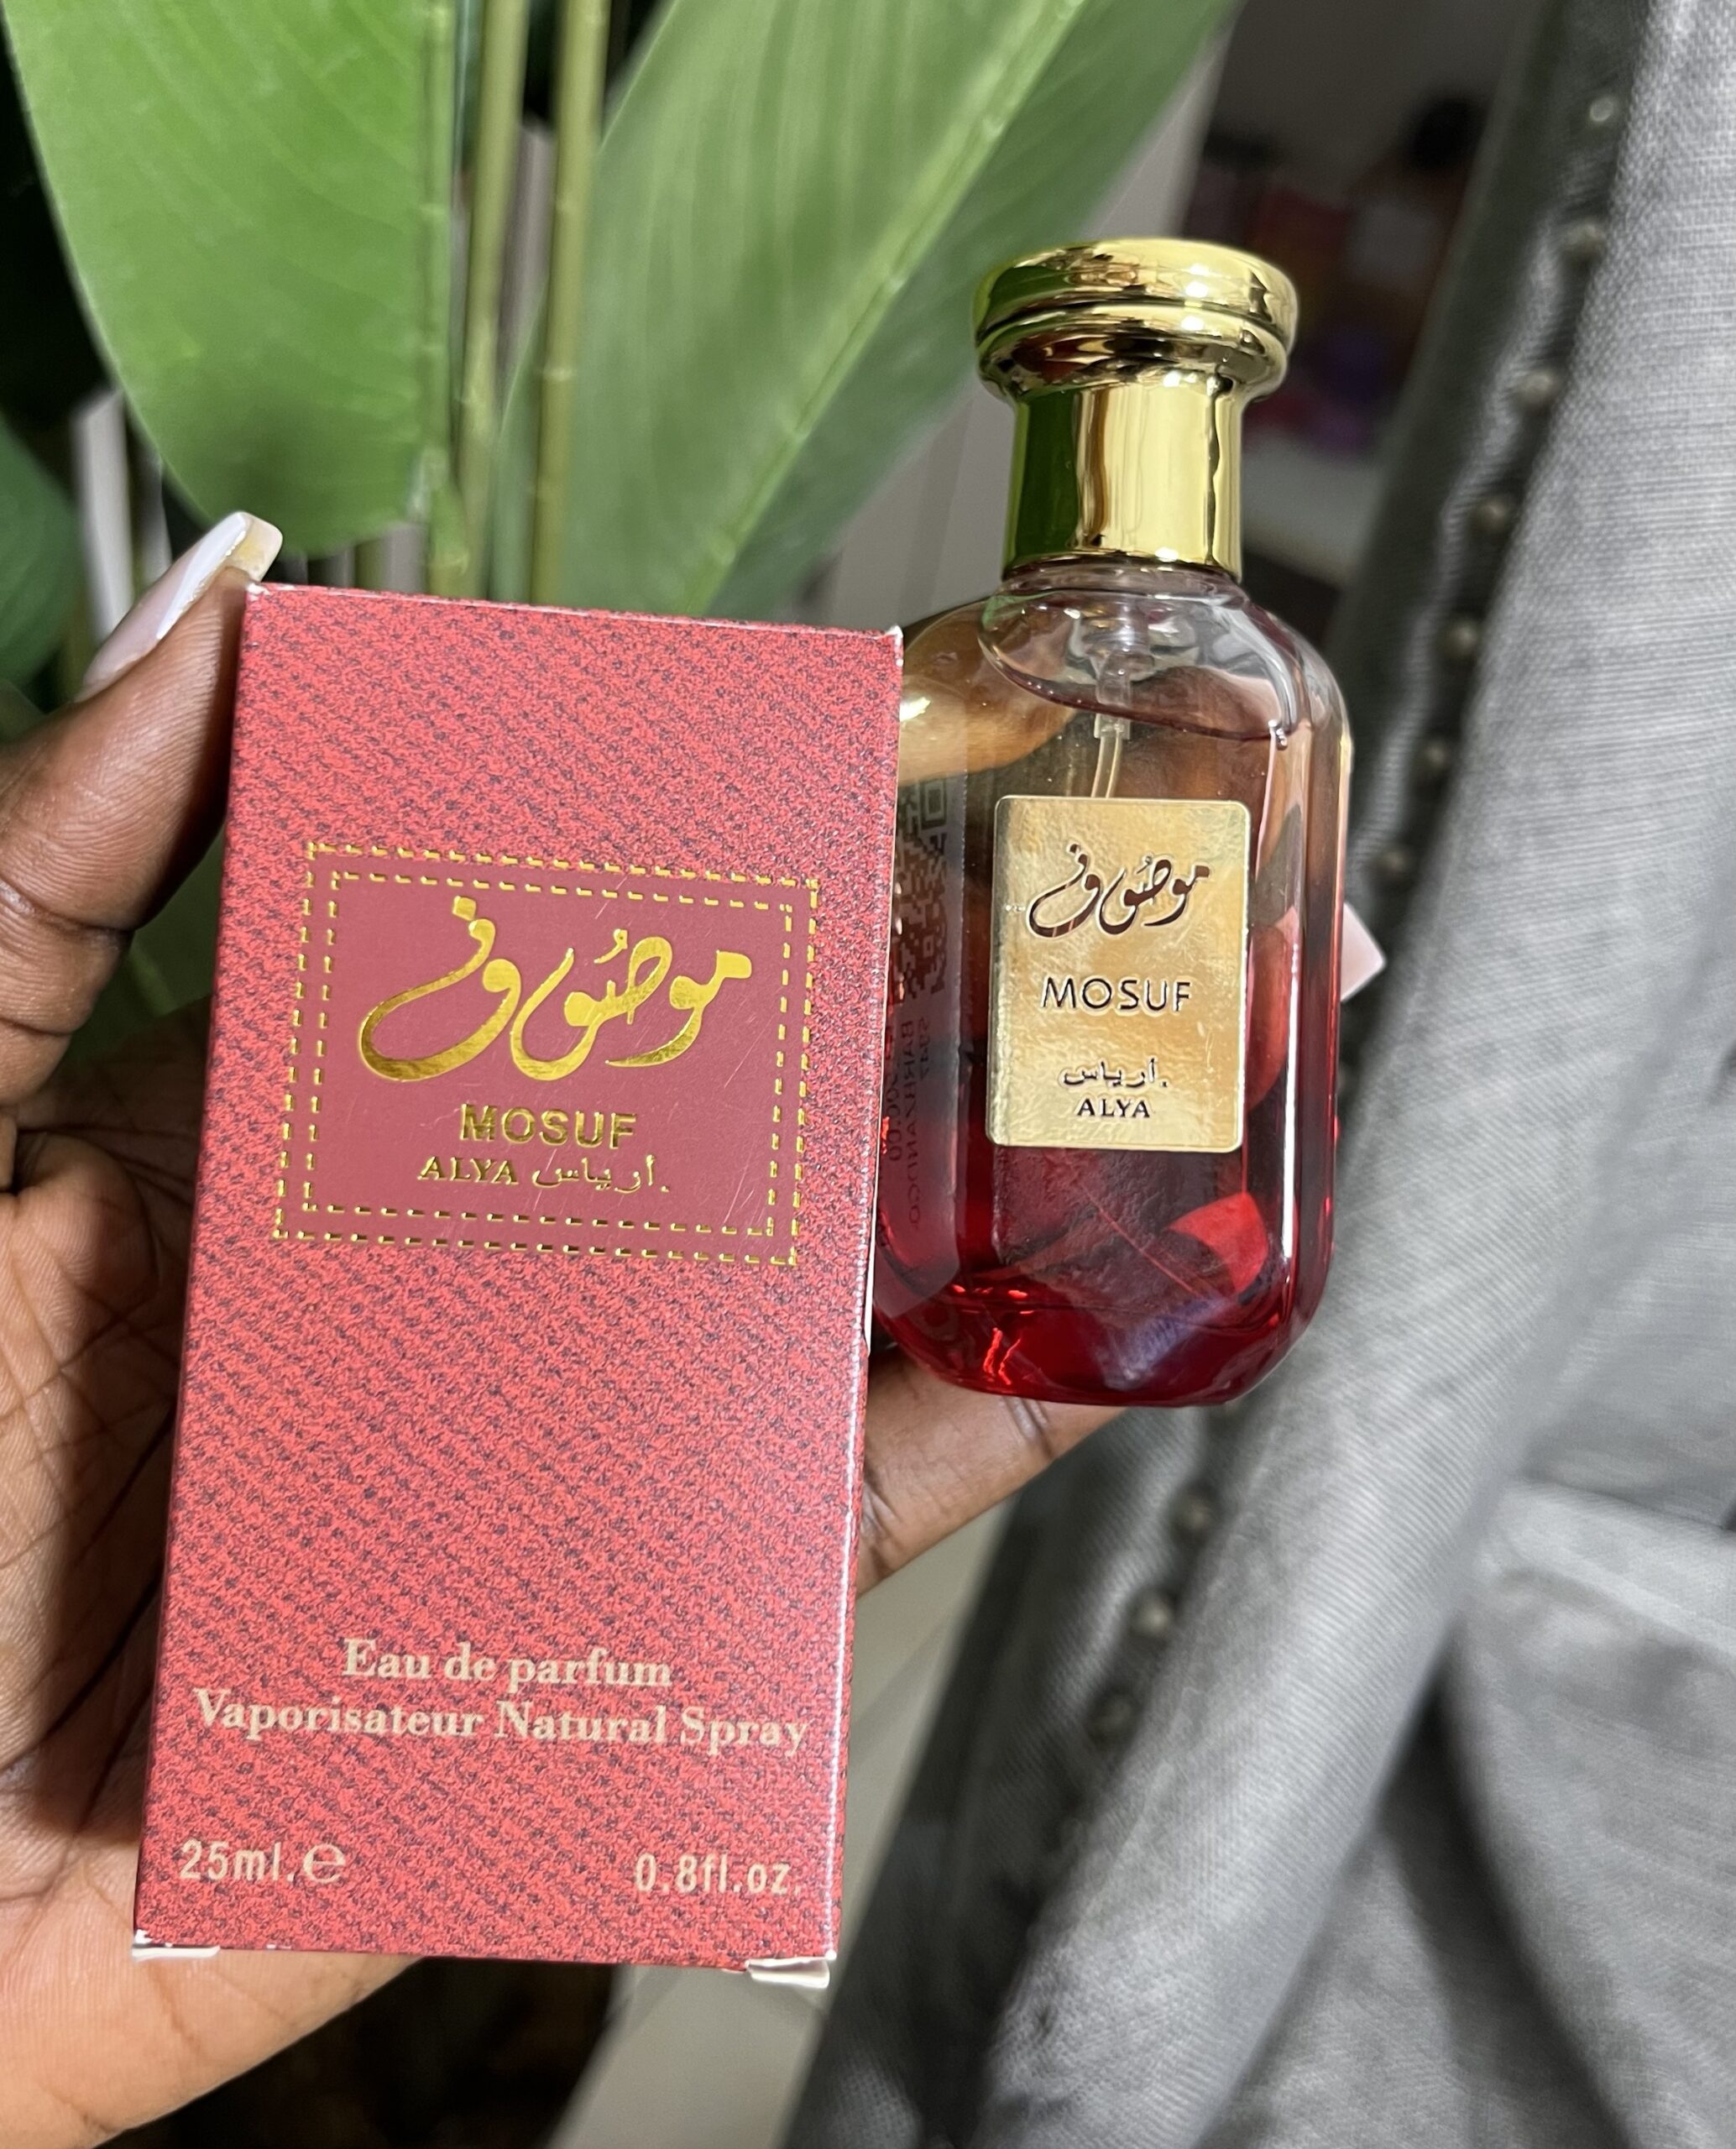 موصوف
MOSUF
ALYA أرياس.
Eau de parfum
Vaporisateur Natural Spray
25ml.℮
0.8fl.oz.
موصوف
MOSUF
أرياس.
ALYA